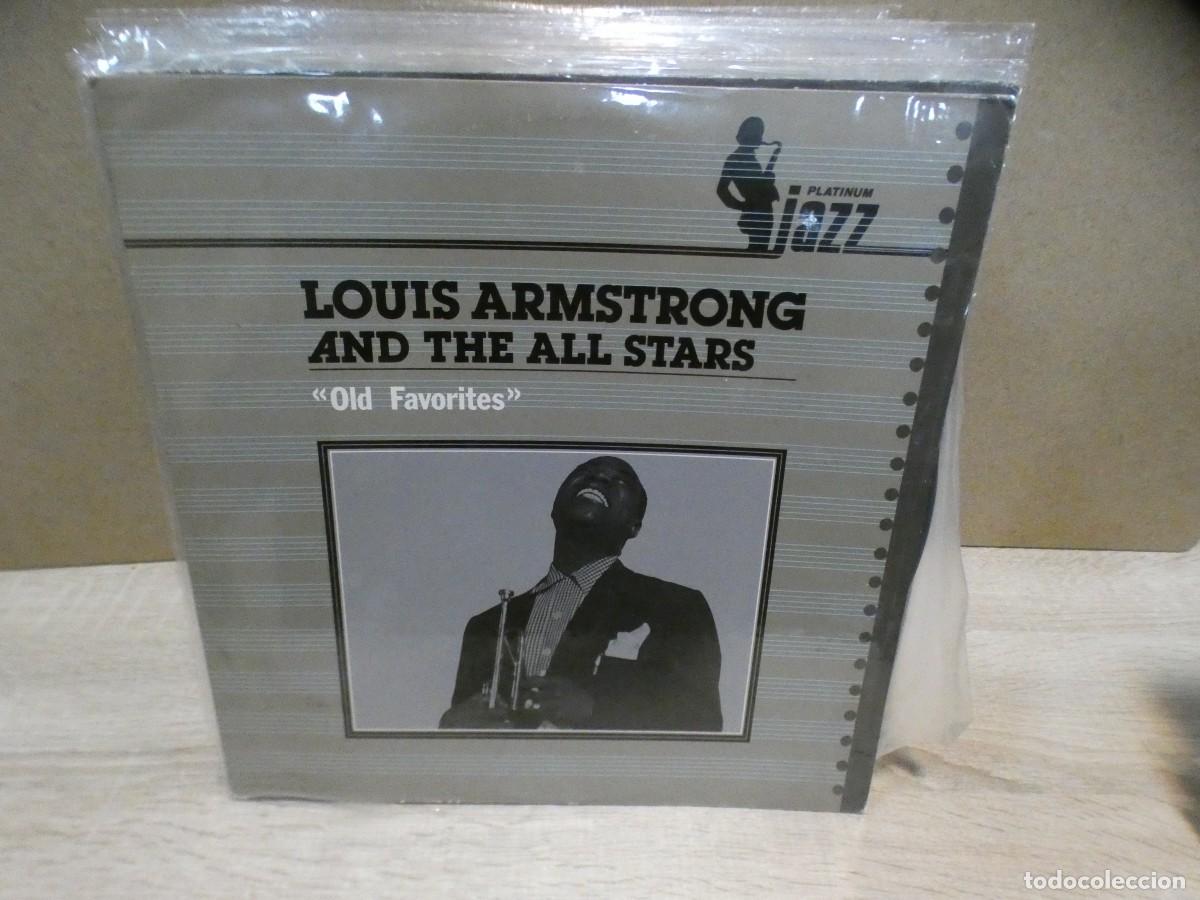 PLATINUM
jazz
LOUIS ARMSTRONG
AND THE ALL STARS
«Old Favorites»
todocoleccion